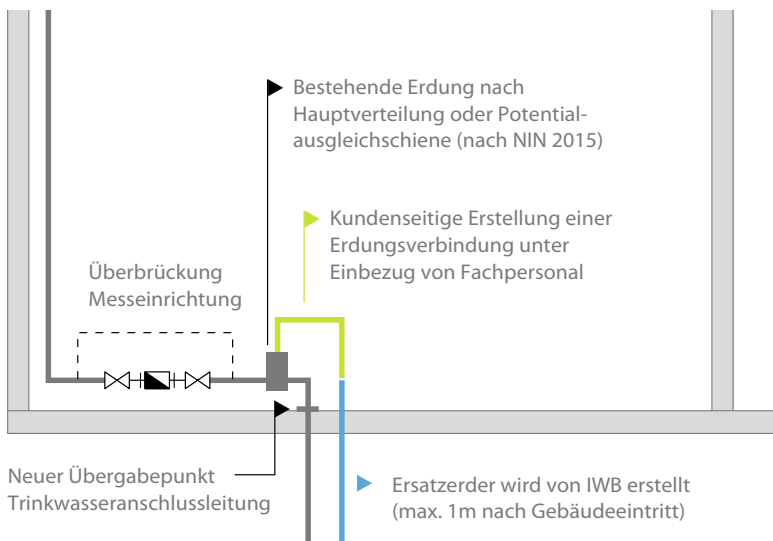 Bestehende Erdung nach
Hauptverteilung oder Potential-
ausgleichschiene (nach NIN 2015)
Kundenseitige Erstellung einer
Erdungsverbindung unter
Einbezug von Fachpersonal
Überbrückung
Messeinrichtung
Neuer Übergabepunkt
Trinkwasseranschlussleitung
Ersatzerder wird von IWB erstellt
(max. 1m nach Gebäudeeintritt)